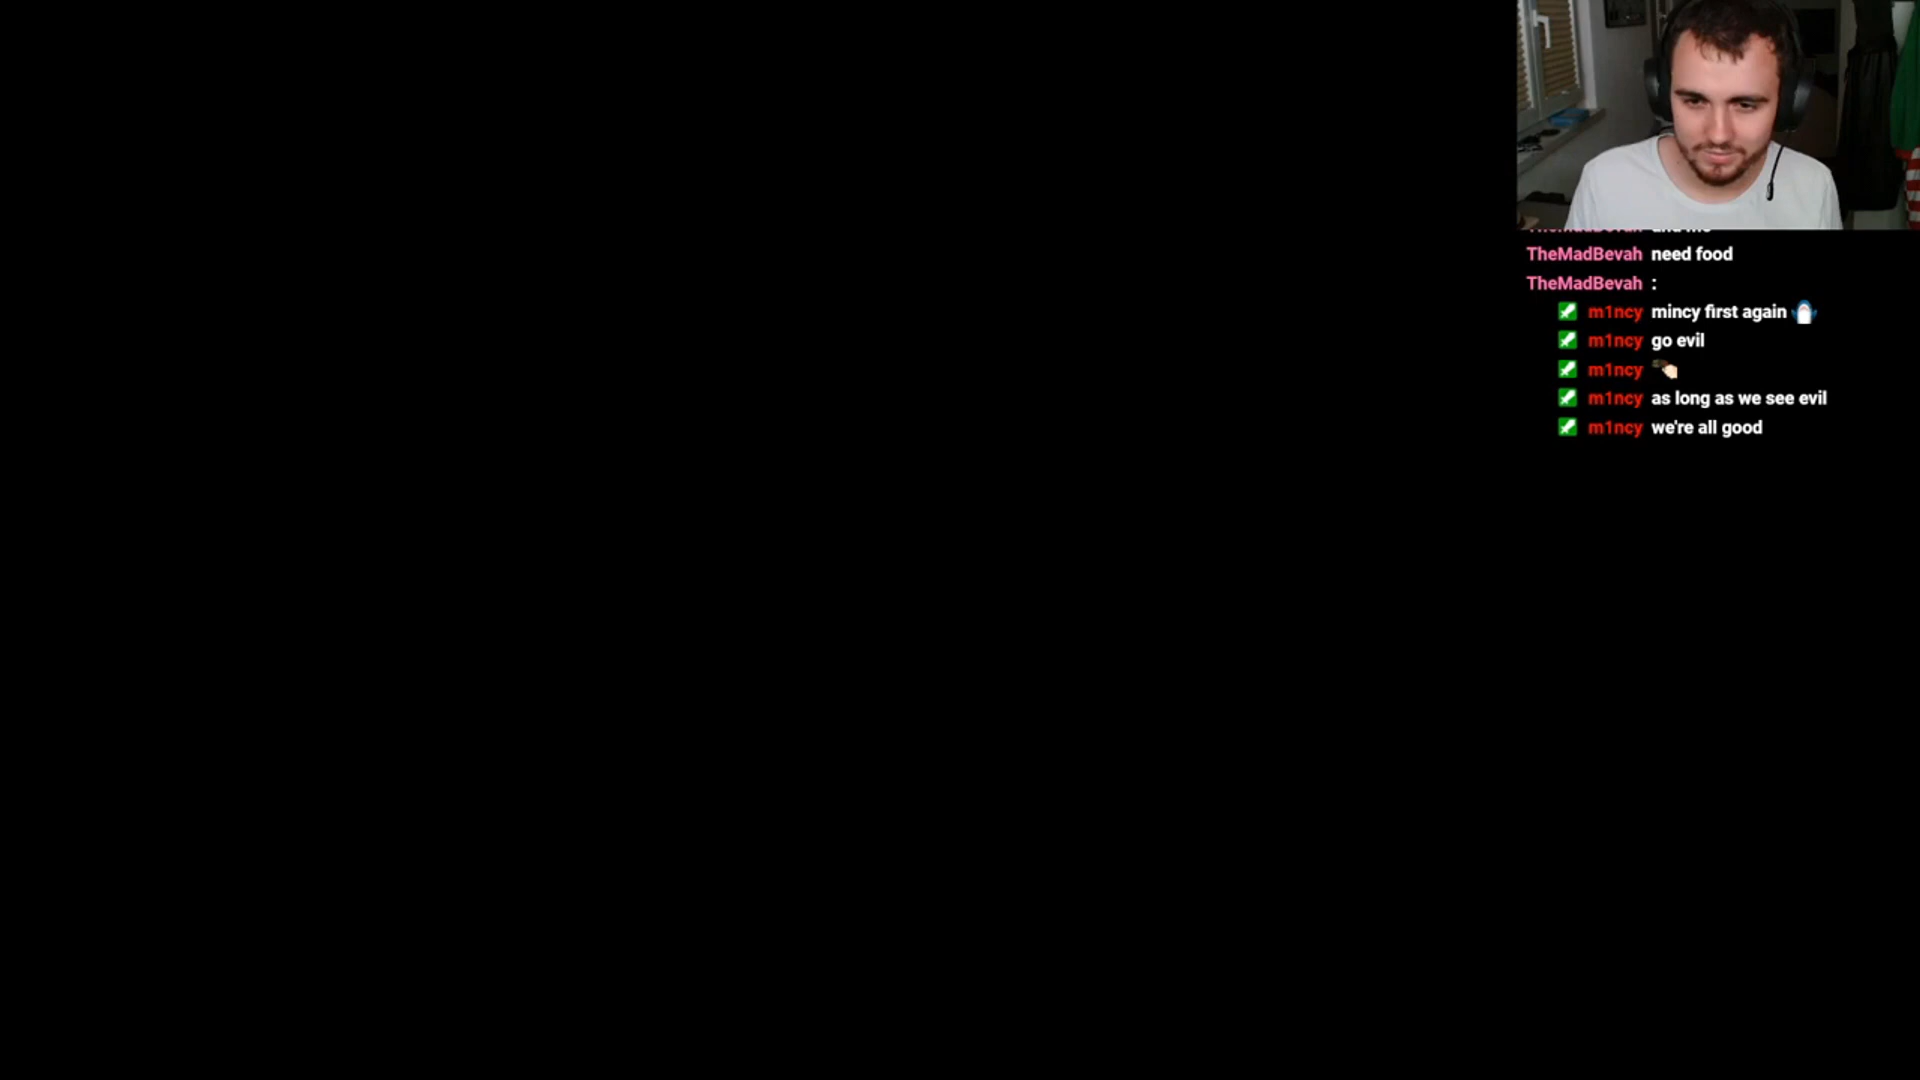 TheMadBevah need food
TheMadBevah :
m1ncy mincy first again
m1ncy go evil
m1ncy
m1ncy as long as we see evil
m1ncy we're all good